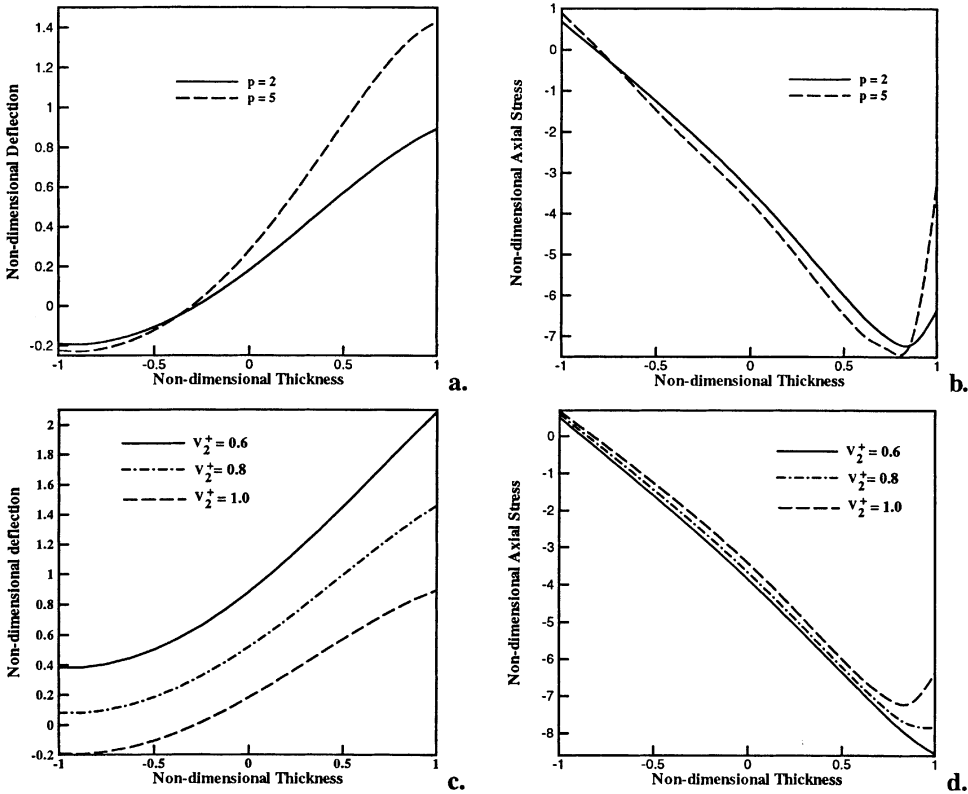 Non-dimensional Deflection
1.4
1.2
1
0.8
0.6
0.4
0.2
0
-0.2
p = 2
p = 5
-1
-0.5
0
0.5
1
Non-dimensional Thickness
a.
Non-dimensional Axial Stress
1
0
-1
-2
-3
-4
-5
-6
-7
p = 2
p = 5
-1
-0.5
0
0.5
1
Non-dimensional Thickness
b.
Non-dimensional deflection
2
1.8
1.6
1.4
1.2
1
0.8
0.6
0.4
0.2
0
-0.2
V₂⁺ = 0.6
V₂⁺ = 0.8
V₂⁺ = 1.0
-1
-0.5
0
0.5
1
Non-dimensional Thickness
c.
Non-dimensional Axial Stress
0
-1
-2
-3
-4
-5
-6
-7
-8
V₂⁺ = 0.6
V₂⁺ = 0.8
V₂⁺ = 1.0
-1
-0.5
0
0.5
1
Non-dimensional Thickness
d.